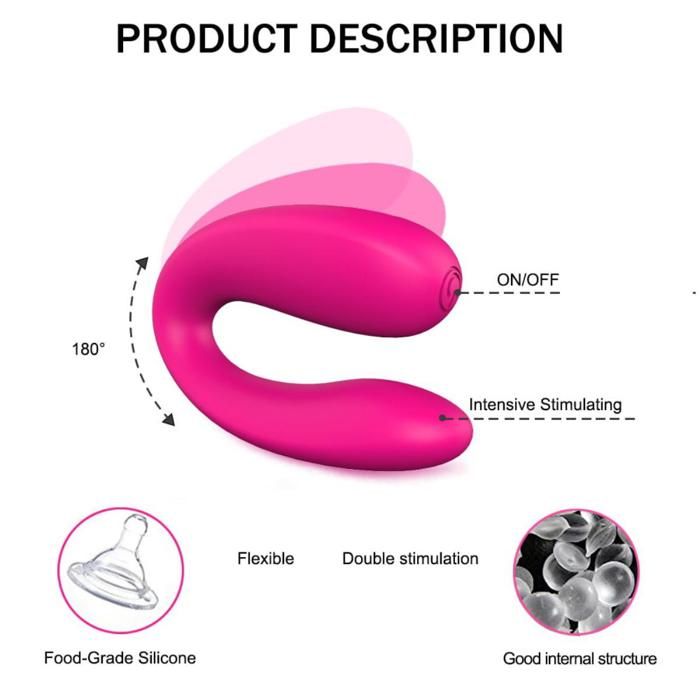 PRODUCT DESCRIPTION
ON/OFF
180°
Intensive Stimulating
Flexible
Double stimulation
Food-Grade Silicone
Good internal structure